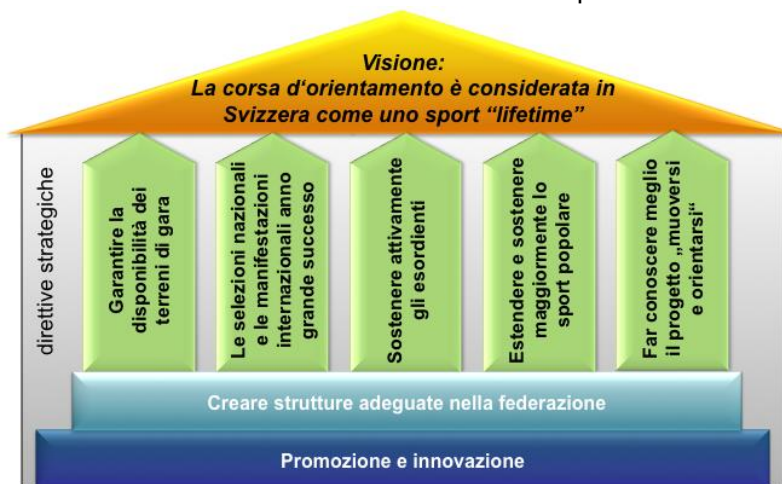 Visione:
La corsa d‘orientamento è considerata in
Svizzera come uno sport “lifetime”
direttive strategiche
Garantire la
disponibilità dei
terreni di gara
Le selezioni nazionali
e le manifestazioni
internazionali anno
grande successo
Sostenere attivamente
gli esordienti
Estendere e sostenere
maggiormente lo
sport popolare
Far conoscere meglio
il progetto „muoversi
e orientarsi“
Creare strutture adeguate nella federazione
Promozione e innovazione